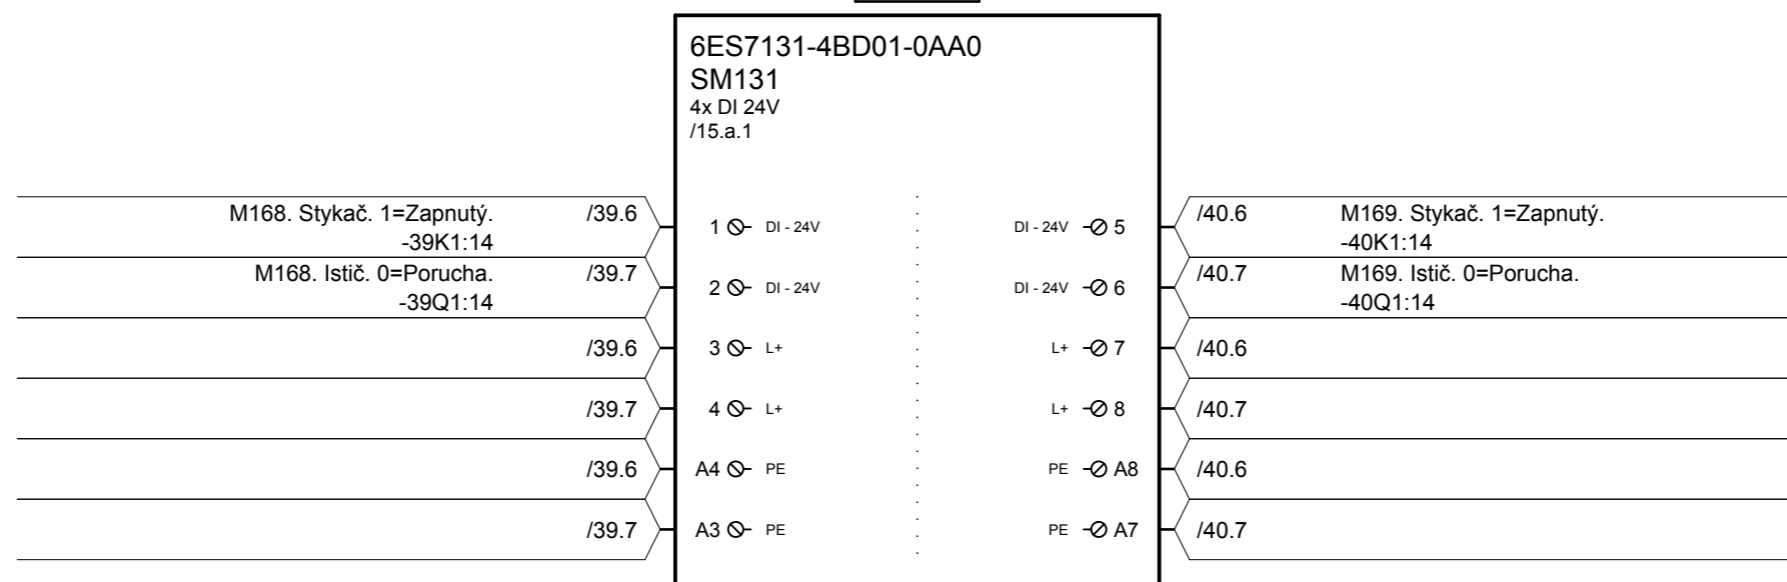 6ES7131-4BD01-0AA0
SM131
4x DI 24V
/15.a.1
M168. Stykač. 1=Zapnutý. /39.6 1 DI - 24V DI - 24V 5 /40.6 M169. Stykač. 1=Zapnutý.
-39K1:14 -40K1:14
M168. Istič. 0=Porucha. /39.7 2 DI - 24V DI - 24V 6 /40.7 M169. Istič. 0=Porucha.
-39Q1:14 -40Q1:14
/39.6 3 L+ L+ 7 /40.6
/39.7 4 L+ L+ 8 /40.7
/39.6 A4 PE PE A8 /40.6
/39.7 A3 PE PE A7 /40.7